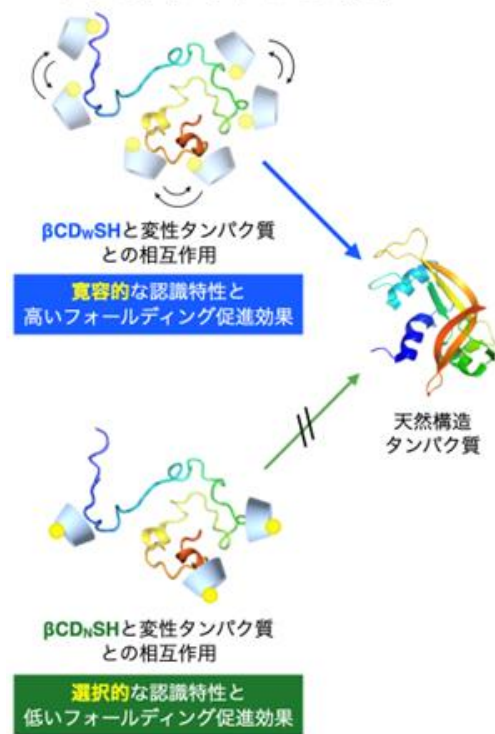 βCDWSHと変性タンパク質
との相互作用
寛容的な認識特性と
高いフォールディング促進効果
天然構造
タンパク質
βCDNSHと変性タンパク質
との相互作用
選択的な認識特性と
低いフォールディング促進効果